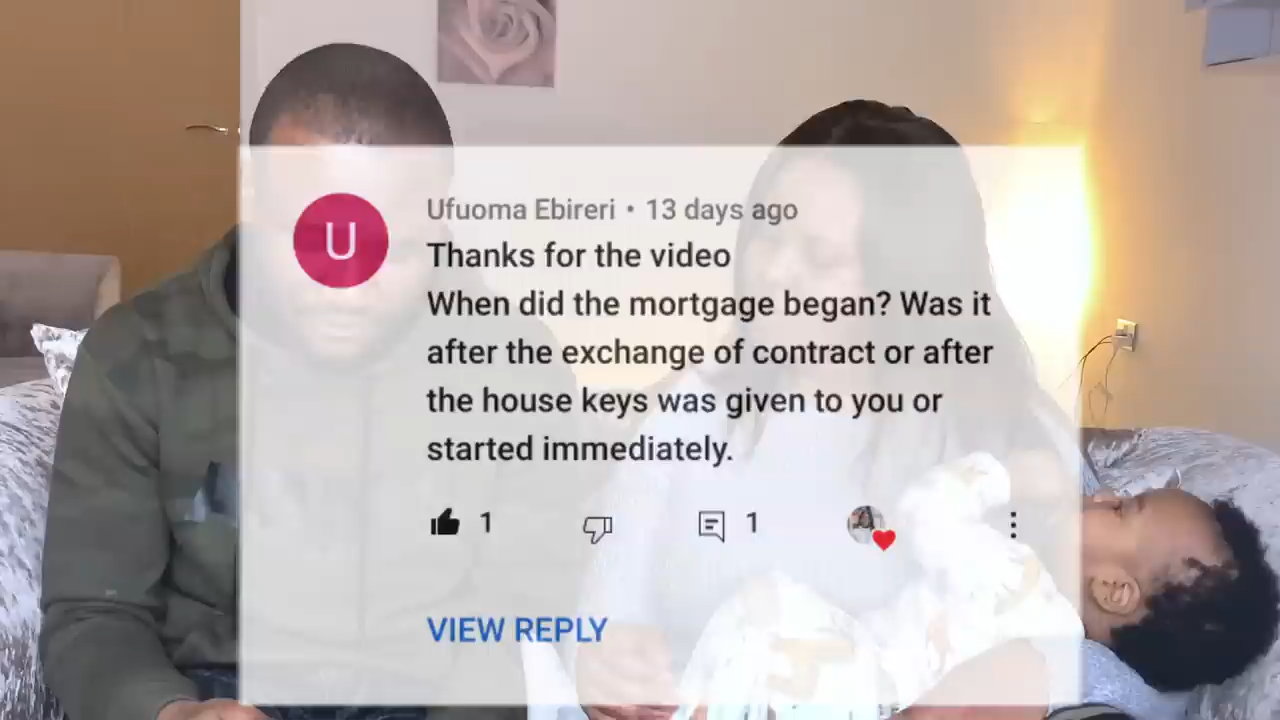 U
Ufuoma Ebireri • 13 days ago
Thanks for the video
When did the mortgage began? Was it
after the exchange of contract or after
the house keys was given to you or
started immediately.
1
1
VIEW REPLY